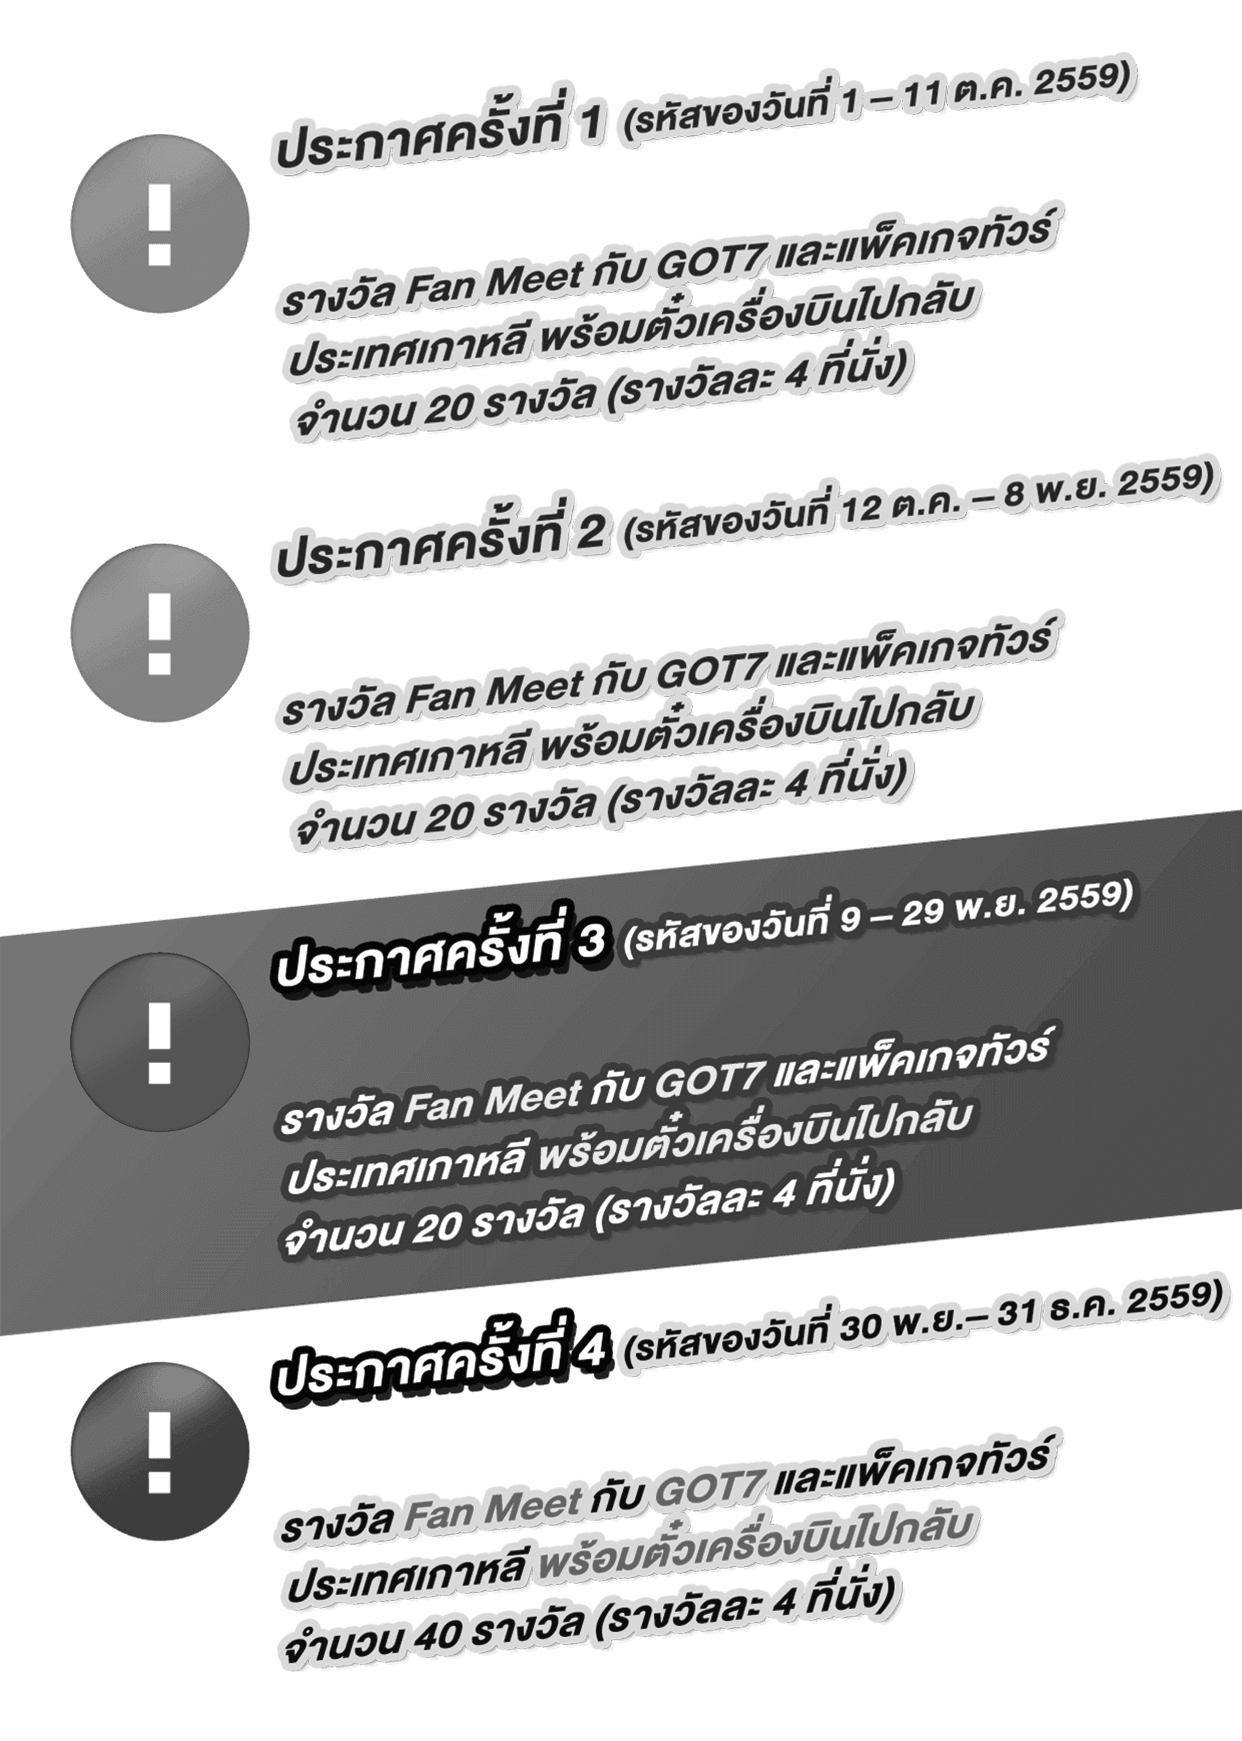 ประกาศครั้งที่ 1 (รหัสของวันที่ 1 – 11 ต.ค. 2559)
รางวัล Fan Meet กับ GOT7 และแพ็คเกจทัวร์
ประเทศเกาหลี พร้อมตั๋วเครื่องบินไปกลับ
จำนวน 20 รางวัล (รางวัลละ 4 ที่นั่ง)
ประกาศครั้งที่ 2 (รหัสของวันที่ 12 ต.ค. – 8 พ.ย. 2559)
รางวัล Fan Meet กับ GOT7 และแพ็คเกจทัวร์
ประเทศเกาหลี พร้อมตั๋วเครื่องบินไปกลับ
จำนวน 20 รางวัล (รางวัลละ 4 ที่นั่ง)
ประกาศครั้งที่ 3 (รหัสของวันที่ 9 – 29 พ.ย. 2559)
รางวัล Fan Meet กับ GOT7 และแพ็คเกจทัวร์
ประเทศเกาหลี พร้อมตั๋วเครื่องบินไปกลับ
จำนวน 20 รางวัล (รางวัลละ 4 ที่นั่ง)
ประกาศครั้งที่ 4 (รหัสของวันที่ 30 พ.ย.– 31 ธ.ค. 2559)
รางวัล Fan Meet กับ GOT7 และแพ็คเกจทัวร์
ประเทศเกาหลี พร้อมตั๋วเครื่องบินไปกลับ
จำนวน 40 รางวัล (รางวัลละ 4 ที่นั่ง)